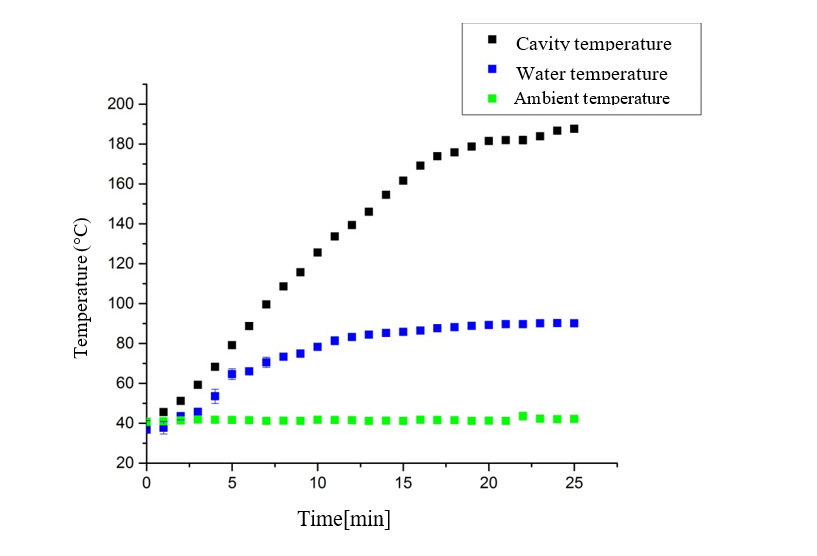 Cavity temperature
Water temperature
Ambient temperature
200
180
160
140
120
100
80
60
40
20
Temperature (°C)
0 5 10 15 20 25
Time[min]